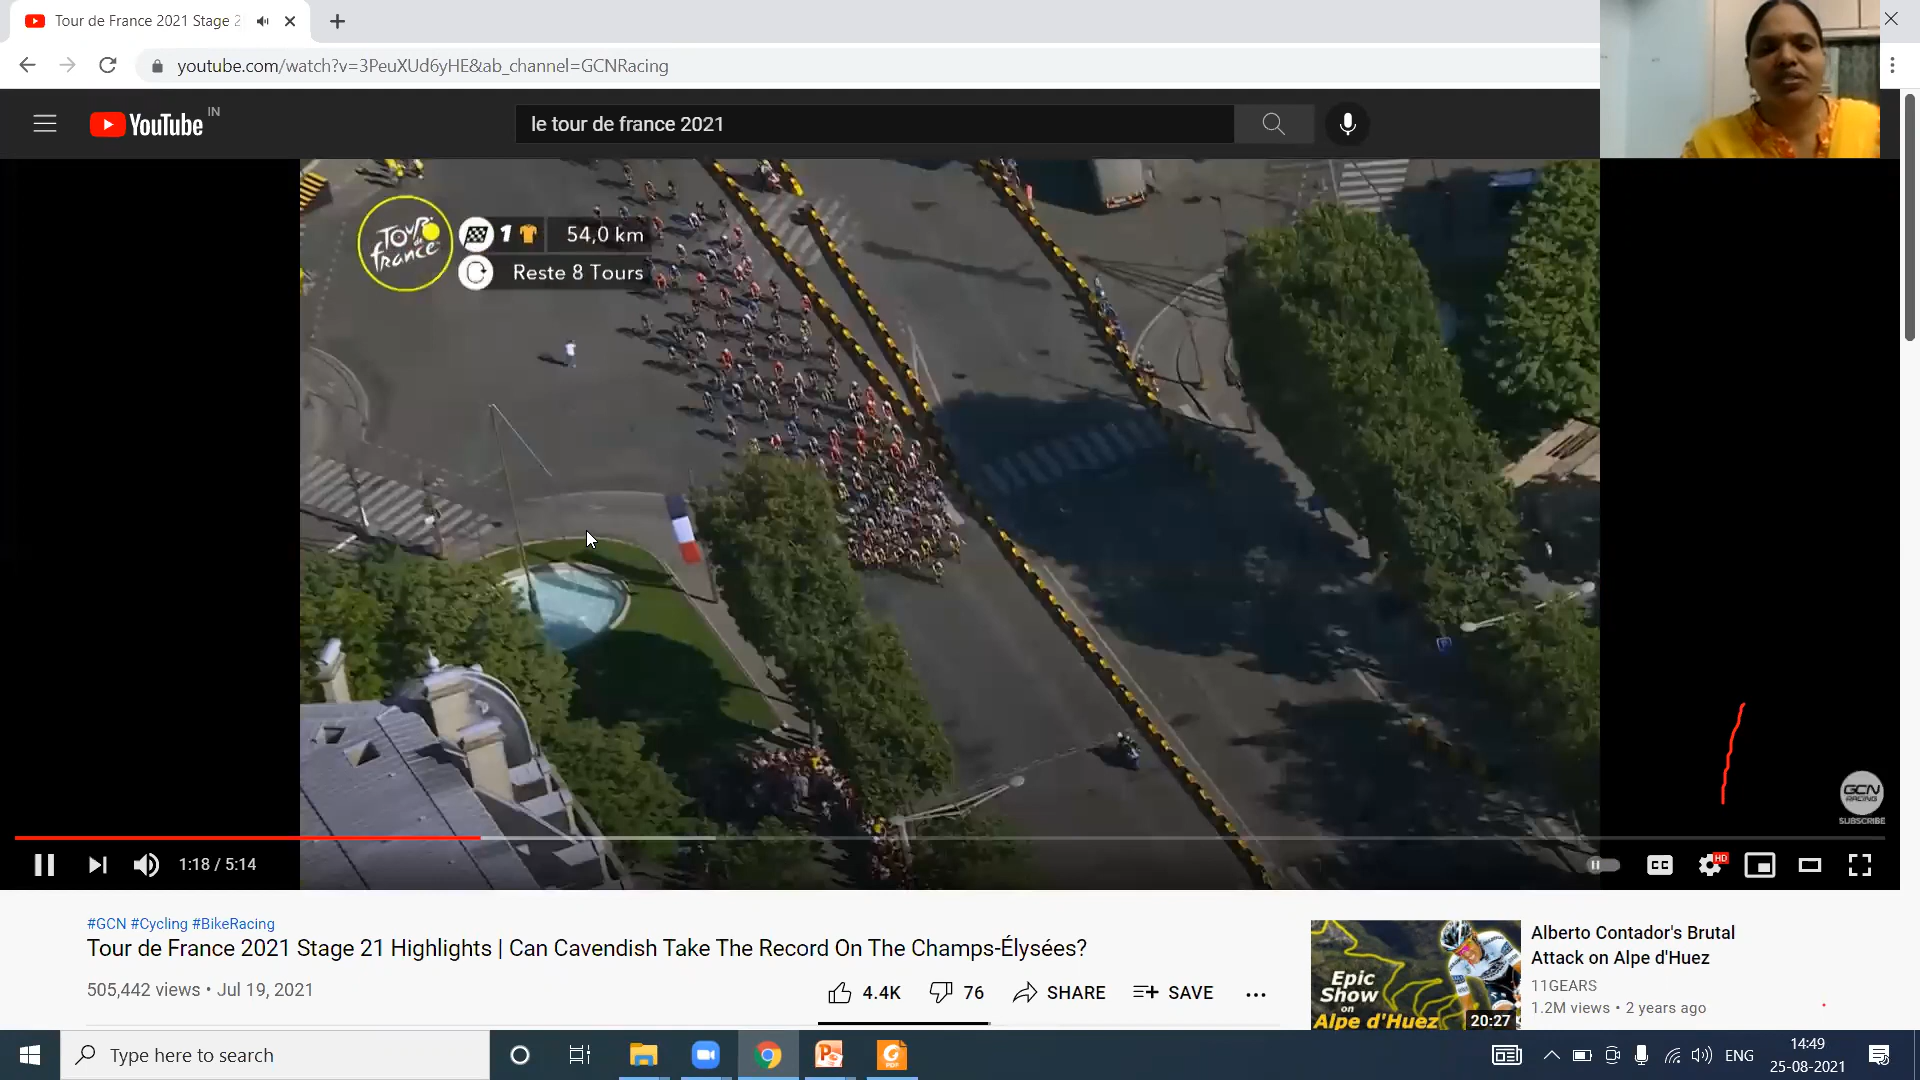 Tour de France 2021 Stage 2
youtube.com/watch?v=3PeuXUd6yHE&ab_channel=GCNRacing
YouTube IN
le tour de france 2021
TOUR de france
1 54,0 km
Reste 8 Tours
GCN
RACING
SUBSCRIBE
1:18 / 5:14
CC
HD
#GCN #Cycling #BikeRacing
Tour de France 2021 Stage 21 Highlights | Can Cavendish Take The Record On The Champs-Élysées?
505,442 views • Jul 19, 2021
4.4K 76 SHARE SAVE
Epic
Show
on
Alpe d'Huez
20:27
Alberto Contador's Brutal
Attack on Alpe d'Huez
11GEARS
1.2M views • 2 years ago
Type here to search
ENG
14:49
25-08-2021